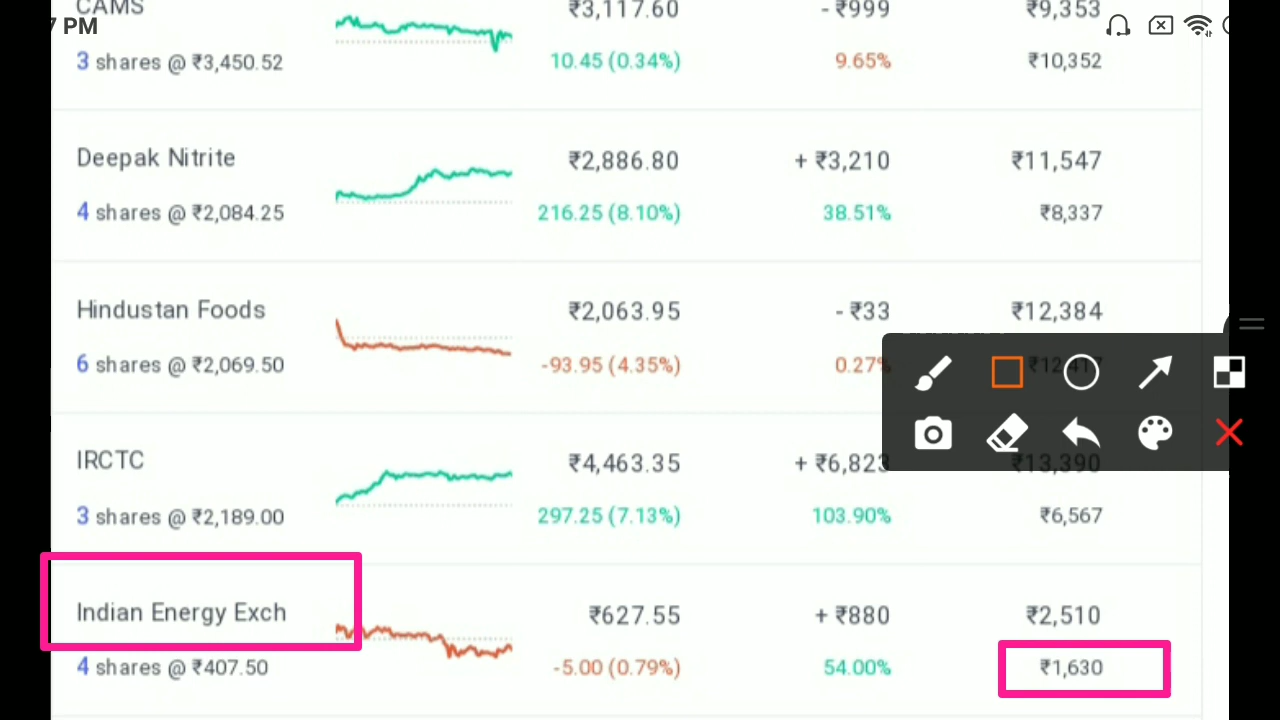 CAMS ₹3,117.60 - ₹999 ₹9,353
7 PM
3 shares @ ₹3,450.52 10.45 (0.34%) 9.65% ₹10,352
Deepak Nitrite ₹2,886.80 + ₹3,210 ₹11,547
4 shares @ ₹2,084.25 216.25 (8.10%) 38.51% ₹8,337
Hindustan Foods ₹2,063.95 - ₹33 ₹12,384
6 shares @ ₹2,069.50 -93.95 (4.35%) 0.27% ₹12,417
IRCTC ₹4,463.35 + ₹6,823 ₹13,390
3 shares @ ₹2,189.00 297.25 (7.13%) 103.90% ₹6,567
Indian Energy Exch ₹627.55 + ₹880 ₹2,510
4 shares @ ₹407.50 -5.00 (0.79%) 54.00% ₹1,630